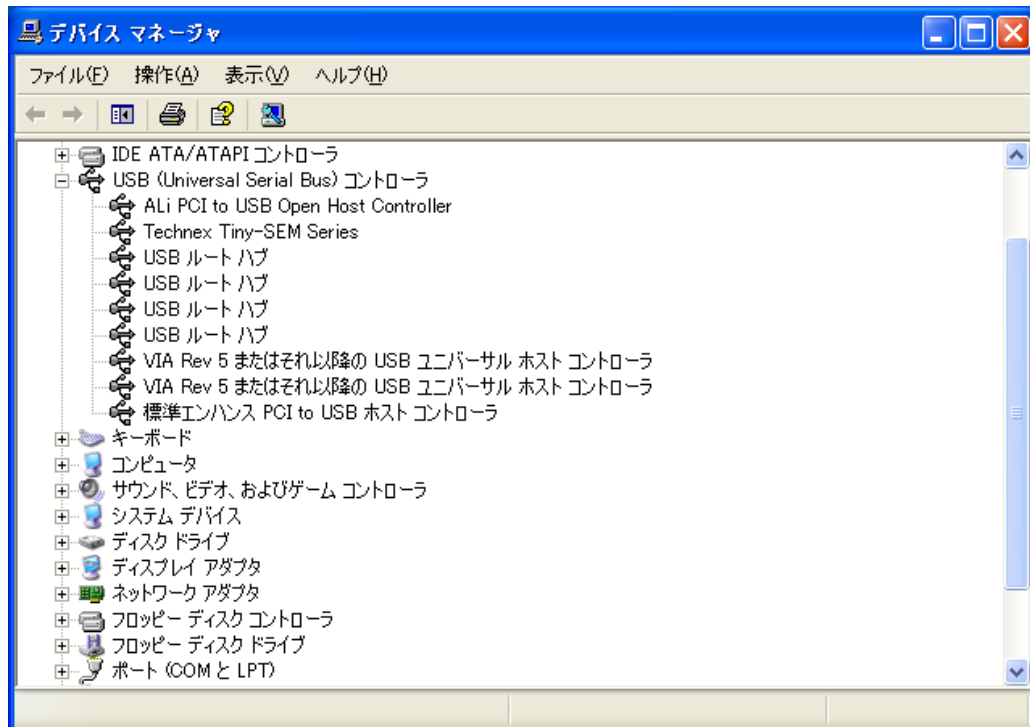 デバイス マネージャ
ファイル(F) 操作(A) 表示(V) ヘルプ(H)
IDE ATA/ATAPI コントローラ
USB (Universal Serial Bus) コントローラ
ALi PCI to USB Open Host Controller
Technex Tiny-SEM Series
USB ルート ハブ
USB ルート ハブ
USB ルート ハブ
USB ルート ハブ
VIA Rev 5 またはそれ以降の USB ユニバーサル ホスト コントローラ
VIA Rev 5 またはそれ以降の USB ユニバーサル ホスト コントローラ
標準エンハンス PCI to USB ホスト コントローラ
キーボード
コンピュータ
サウンド、ビデオ、およびゲーム コントローラ
システム デバイス
ディスク ドライブ
ディスプレイ アダプタ
ネットワーク アダプタ
フロッピー ディスク コントローラ
フロッピー ディスク ドライブ
ポート (COM と LPT)